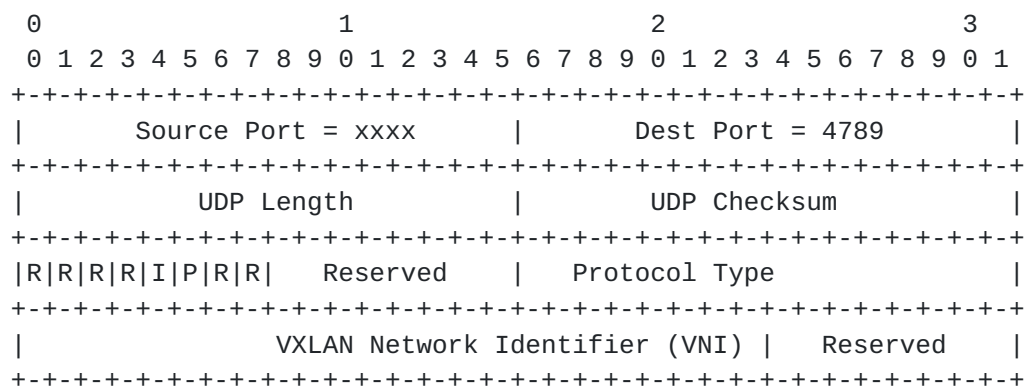 0                   1                   2                   3
 0 1 2 3 4 5 6 7 8 9 0 1 2 3 4 5 6 7 8 9 0 1 2 3 4 5 6 7 8 9 0 1
+-+-+-+-+-+-+-+-+-+-+-+-+-+-+-+-+-+-+-+-+-+-+-+-+-+-+-+-+-+-+-+-+
|       Source Port = xxxx      |       Dest Port = 4789        |
+-+-+-+-+-+-+-+-+-+-+-+-+-+-+-+-+-+-+-+-+-+-+-+-+-+-+-+-+-+-+-+-+
|           UDP Length          |        UDP Checksum           |
+-+-+-+-+-+-+-+-+-+-+-+-+-+-+-+-+-+-+-+-+-+-+-+-+-+-+-+-+-+-+-+-+
|R|R|R|R|I|P|R|R|   Reserved    |   Protocol Type               |
+-+-+-+-+-+-+-+-+-+-+-+-+-+-+-+-+-+-+-+-+-+-+-+-+-+-+-+-+-+-+-+-+
|                VXLAN Network Identifier (VNI) |   Reserved    |
+-+-+-+-+-+-+-+-+-+-+-+-+-+-+-+-+-+-+-+-+-+-+-+-+-+-+-+-+-+-+-+-+